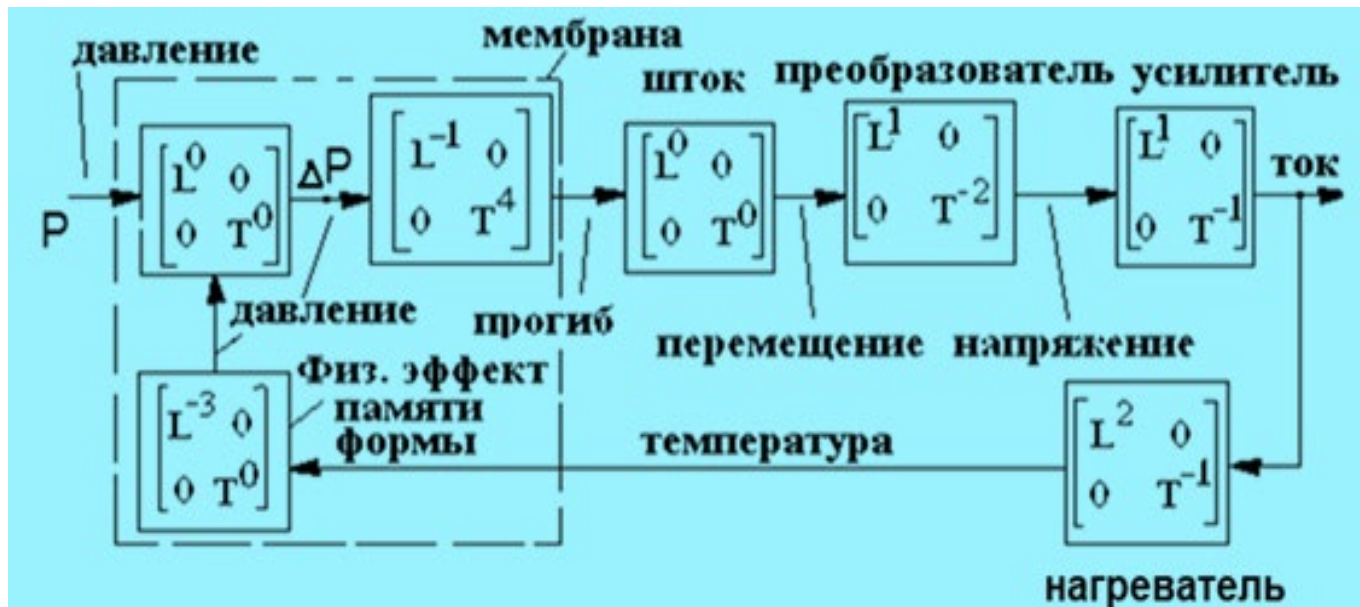 давление
мембрана
шток
преобразователь
усилитель
P
L⁰ 0
0 T⁰
ΔP
L⁻¹ 0
0 T⁴
L⁰ 0
0 T⁰
L¹ 0
0 T⁻²
L¹ 0
0 T⁻¹
ток
давление
прогиб
перемещение
напряжение
L⁻³ 0
0 T⁰
Физ. эффект
памяти
формы
температура
L² 0
0 T⁻¹
нагреватель